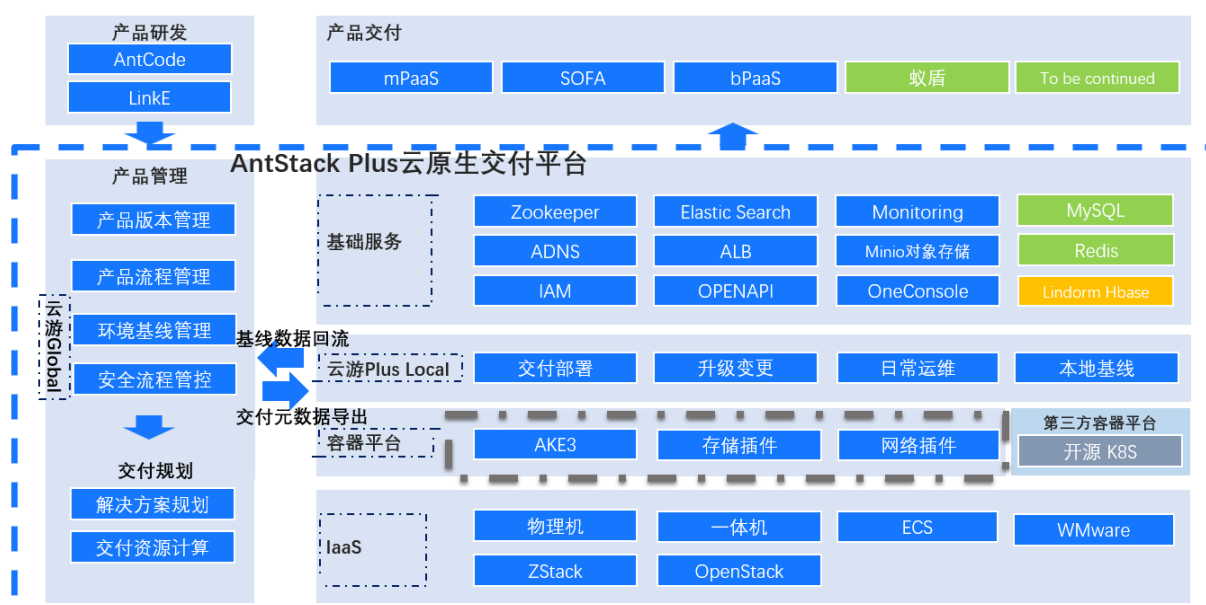 产品研发
AntCode
LinkE
产品交付
mPaaS
SOFA
bPaaS
蚁盾
To be continued
AntStack Plus云原生交付平台
产品管理
产品版本管理
产品流程管理
环境基线管理
安全流程管控
云游Global
交付规划
解决方案规划
交付资源计算
基线数据回流
交付元数据导出
基础服务
Zookeeper
Elastic Search
Monitoring
MySQL
ADNS
ALB
Minio对象存储
Redis
IAM
OPENAPI
OneConsole
Lindorm Hbase
云游Plus Local
交付部署
升级变更
日常运维
本地基线
容器平台
AKE3
存储插件
网络插件
第三方容器平台
开源 K8S
IaaS
物理机
一体机
ECS
WMware
ZStack
OpenStack